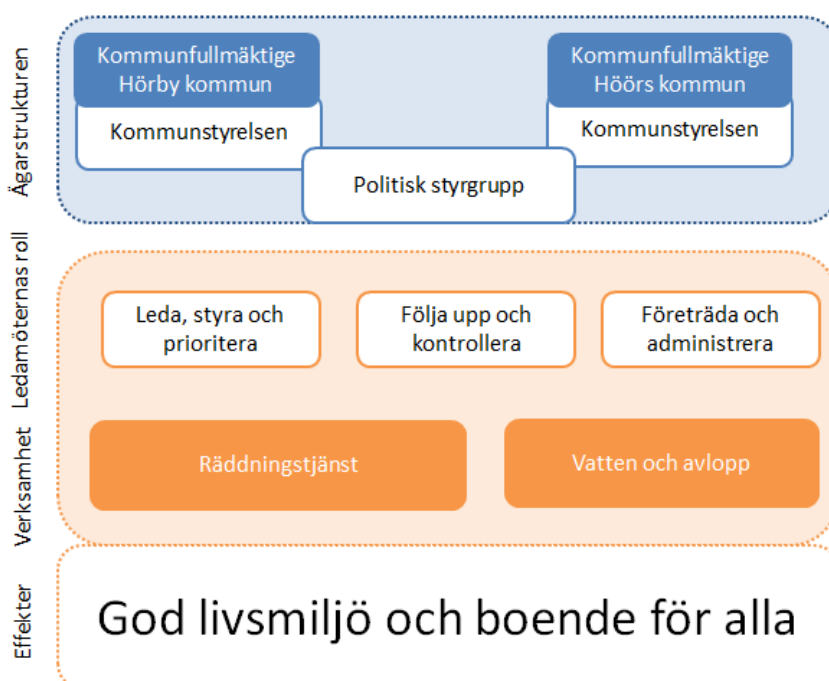 Ägarstrukturen
Kommunfullmäktige
Hörby kommun
Kommunstyrelsen
Kommunfullmäktige
Höörs kommun
Kommunstyrelsen
Politisk styrgrupp
Ledamöternas roll
Leda, styra och
prioritera
Följa upp och
kontrollera
Företräda och
administrera
Verksamhet
Räddningstjänst
Vatten och avlopp
Effekter
God livsmiljö och boende för alla